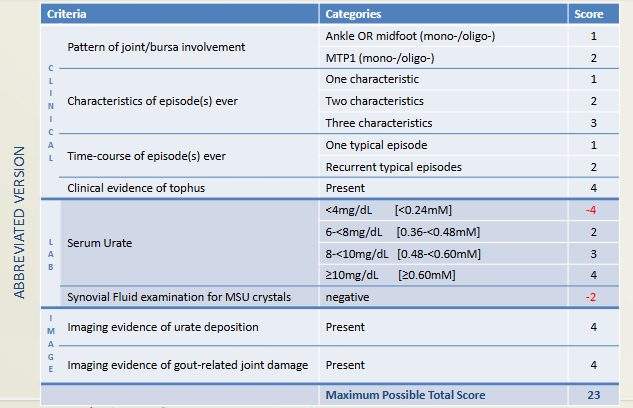 Criteria Categories Score
ABBREVIATED VERSION
CLINICAL
Pattern of joint/bursa involvement
Ankle OR midfoot (mono-/oligo-) 1
MTP1 (mono-/oligo-) 2
Characteristics of episode(s) ever
One characteristic 1
Two characteristics 2
Three characteristics 3
Time-course of episode(s) ever
One typical episode 1
Recurrent typical episodes 2
Clinical evidence of tophus Present 4
LAB
Serum Urate
<4mg/dL [<0.24mM] -4
6-<8mg/dL [0.36-<0.48mM] 2
8-<10mg/dL [0.48-<0.60mM] 3
≥10mg/dL [≥0.60mM] 4
Synovial Fluid examination for MSU crystals negative -2
IMAGE
Imaging evidence of urate deposition Present 4
Imaging evidence of gout-related joint damage Present 4
Maximum Possible Total Score 23